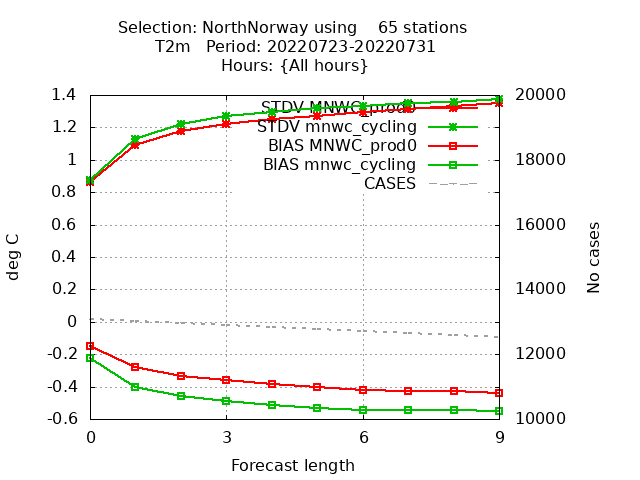 Selection: NorthNorway using    65 stations
T2m   Period: 20220723-20220731
Hours: {All hours}
1.4
1.2
1
0.8
0.6
0.4
0.2
0
-0.2
-0.4
-0.6
deg C
STDV MNWC_prod0
STDV mnwc_cycling
BIAS MNWC_prod0
BIAS mnwc_cycling
CASES
20000
18000
16000
14000
12000
10000
No cases
0
3
6
9
Forecast length